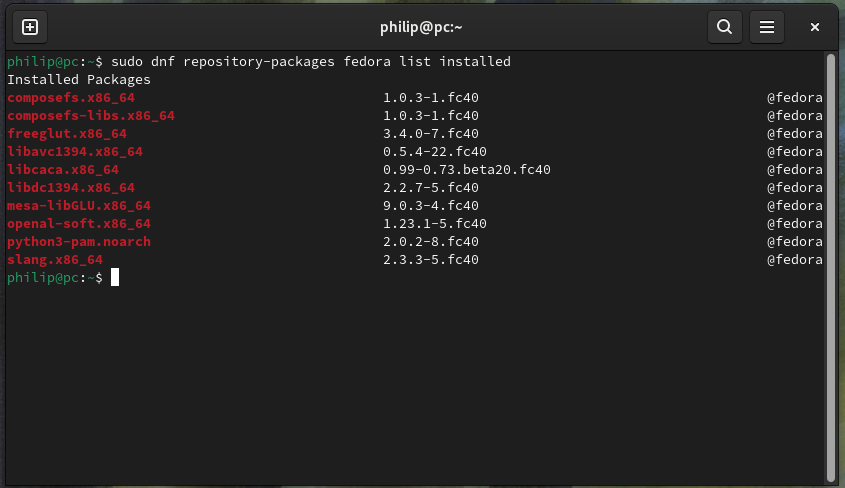 philip@pc:~
philip@pc:~$ sudo dnf repository-packages fedora list installed
Installed Packages
composefs.x86_64 1.0.3-1.fc40 @fedora
composefs-libs.x86_64 1.0.3-1.fc40 @fedora
freeglut.x86_64 3.4.0-7.fc40 @fedora
libavc1394.x86_64 0.5.4-22.fc40 @fedora
libcaca.x86_64 0.99-0.73.beta20.fc40 @fedora
libdc1394.x86_64 2.2.7-5.fc40 @fedora
mesa-libGLU.x86_64 9.0.3-4.fc40 @fedora
openal-soft.x86_64 1.23.1-5.fc40 @fedora
python3-pam.noarch 2.0.2-8.fc40 @fedora
slang.x86_64 2.3.3-5.fc40 @fedora
philip@pc:~$